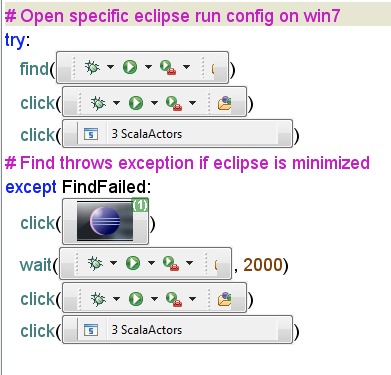 # Open specific eclipse run config on win7
try:
find( )
click( )
click( 3 ScalaActors )
# Find throws exception if eclipse is minimized
except FindFailed:
click( (1) )
wait( , 2000)
click( )
click( 3 ScalaActors )